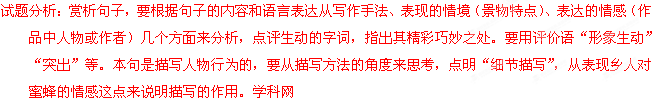 试题分析：赏析句子，要根据句子的内容和语言表达从写作手法、表现的情境（景物特点）、表达的情感（作
品中人物或作者）几个方面来分析，点评生动的字词，指出其精彩巧妙之处。要用评价语“形象生动”
“突出”等。本句是描写人物行为的，要从描写方法的角度来思考，点明“细节描写”，从表现乡人对
蜜蜂的情感这点来说明描写的作用。学科网